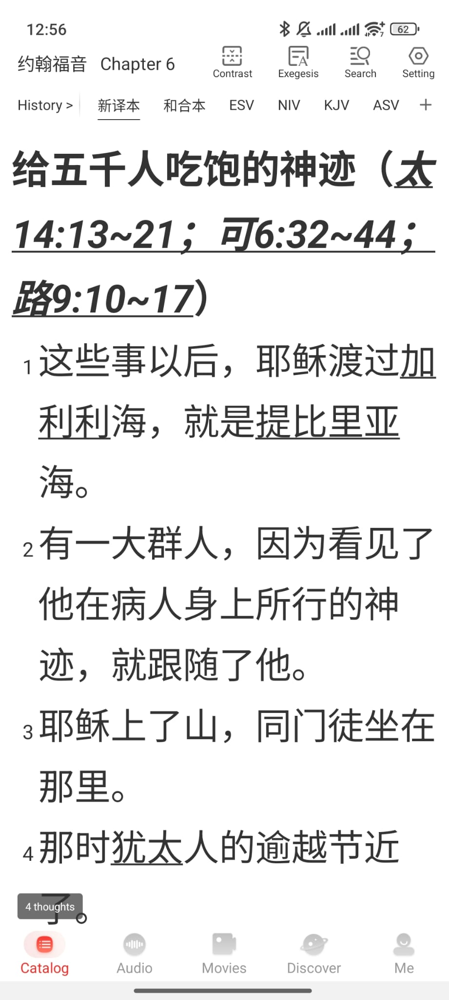 12:56
7
62
约翰福音 Chapter 6
Contrast Exegesis Search Setting
History > 新译本 和合本 ESV NIV KJV ASV +
给五千人吃饱的神迹（太
14:13~21；可6:32~44；
路9:10~17）
1 这些事以后，耶稣渡过加
利利海，就是提比里亚
海。
2 有一大群人，因为看见了
他在病人身上所行的神
迹，就跟随了他。
3 耶稣上了山，同门徒坐在
那里。
4 那时犹太人的逾越节近
了。
4 thoughts
Catalog Audio Movies Discover Me